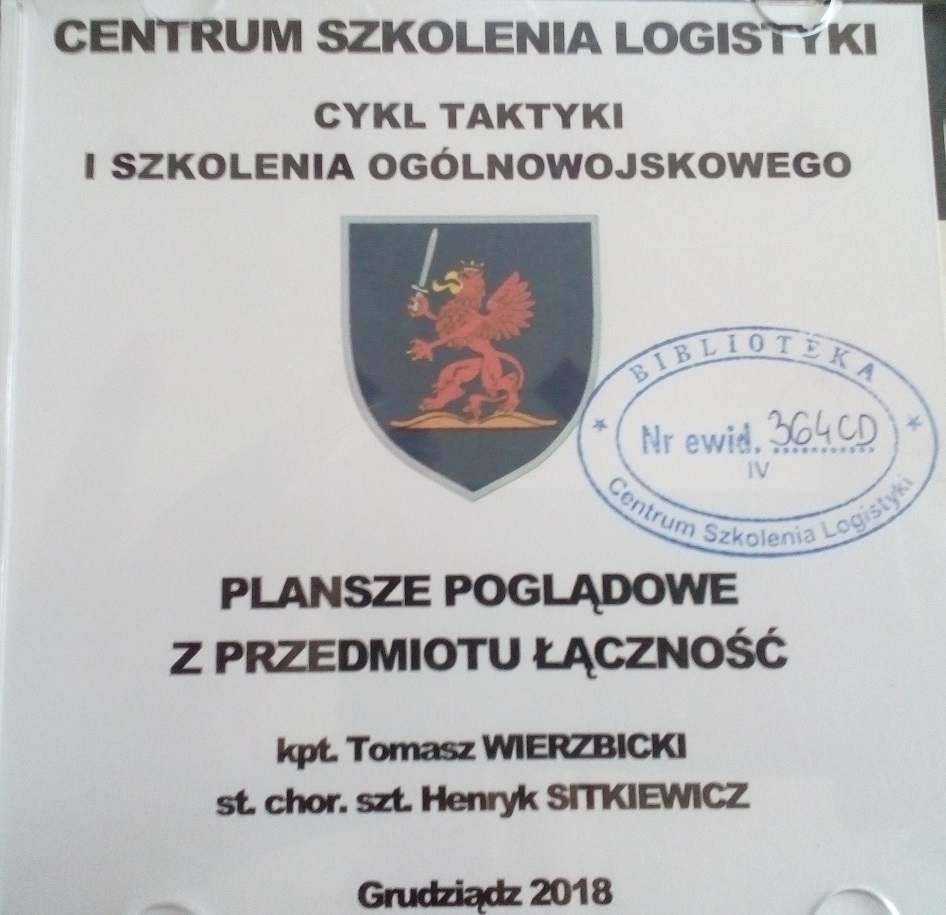 CENTRUM SZKOLENIA LOGISTYKI
CYKL TAKTYKI
I SZKOLENIA OGÓLNOWOJSKOWEGO
BIBLIOTEKA
Nr ewid. 364CD
IV
Centrum Szkolenia Logistyki
PLANSZE POGLĄDOWE
Z PRZEDMIOTU ŁĄCZNOŚĆ
kpt. Tomasz WIERZBICKI
st. chor. szt. Henryk SITKIEWICZ
Grudziądz 2018